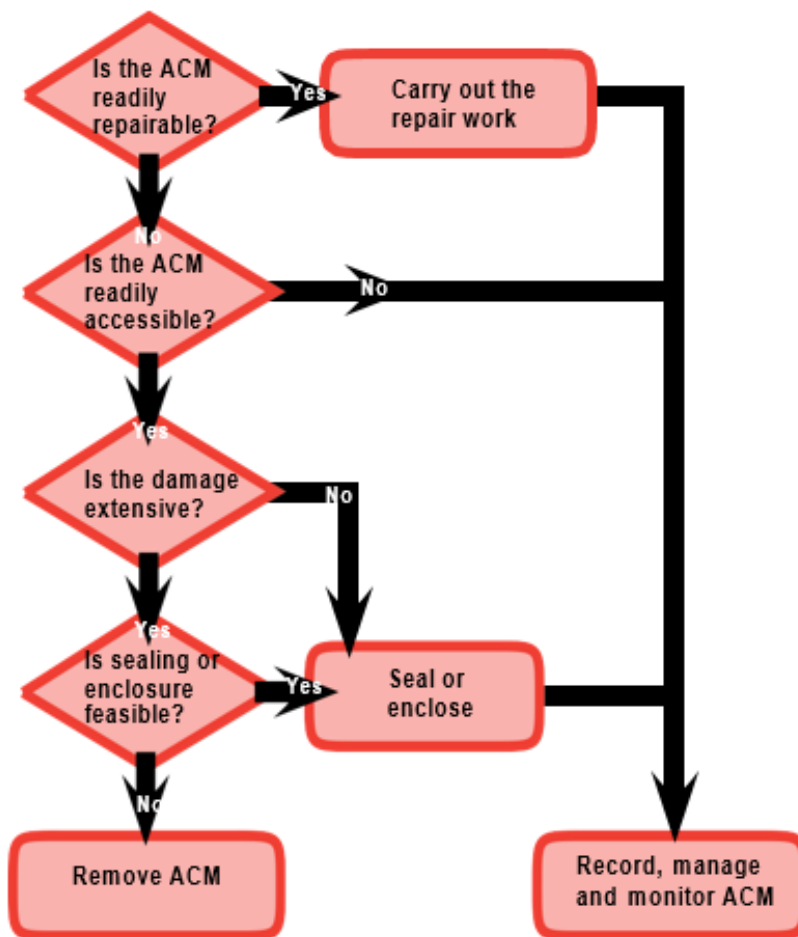 Is the ACM
readily
repairable?
Yes
Carry out the
repair work
No
Is the ACM
readily
accessible?
No
Yes
Is the damage
extensive?
No
Yes
Is sealing or
enclosure
feasible?
Yes
Seal or
enclose
No
Remove ACM
Record, manage
and monitor ACM